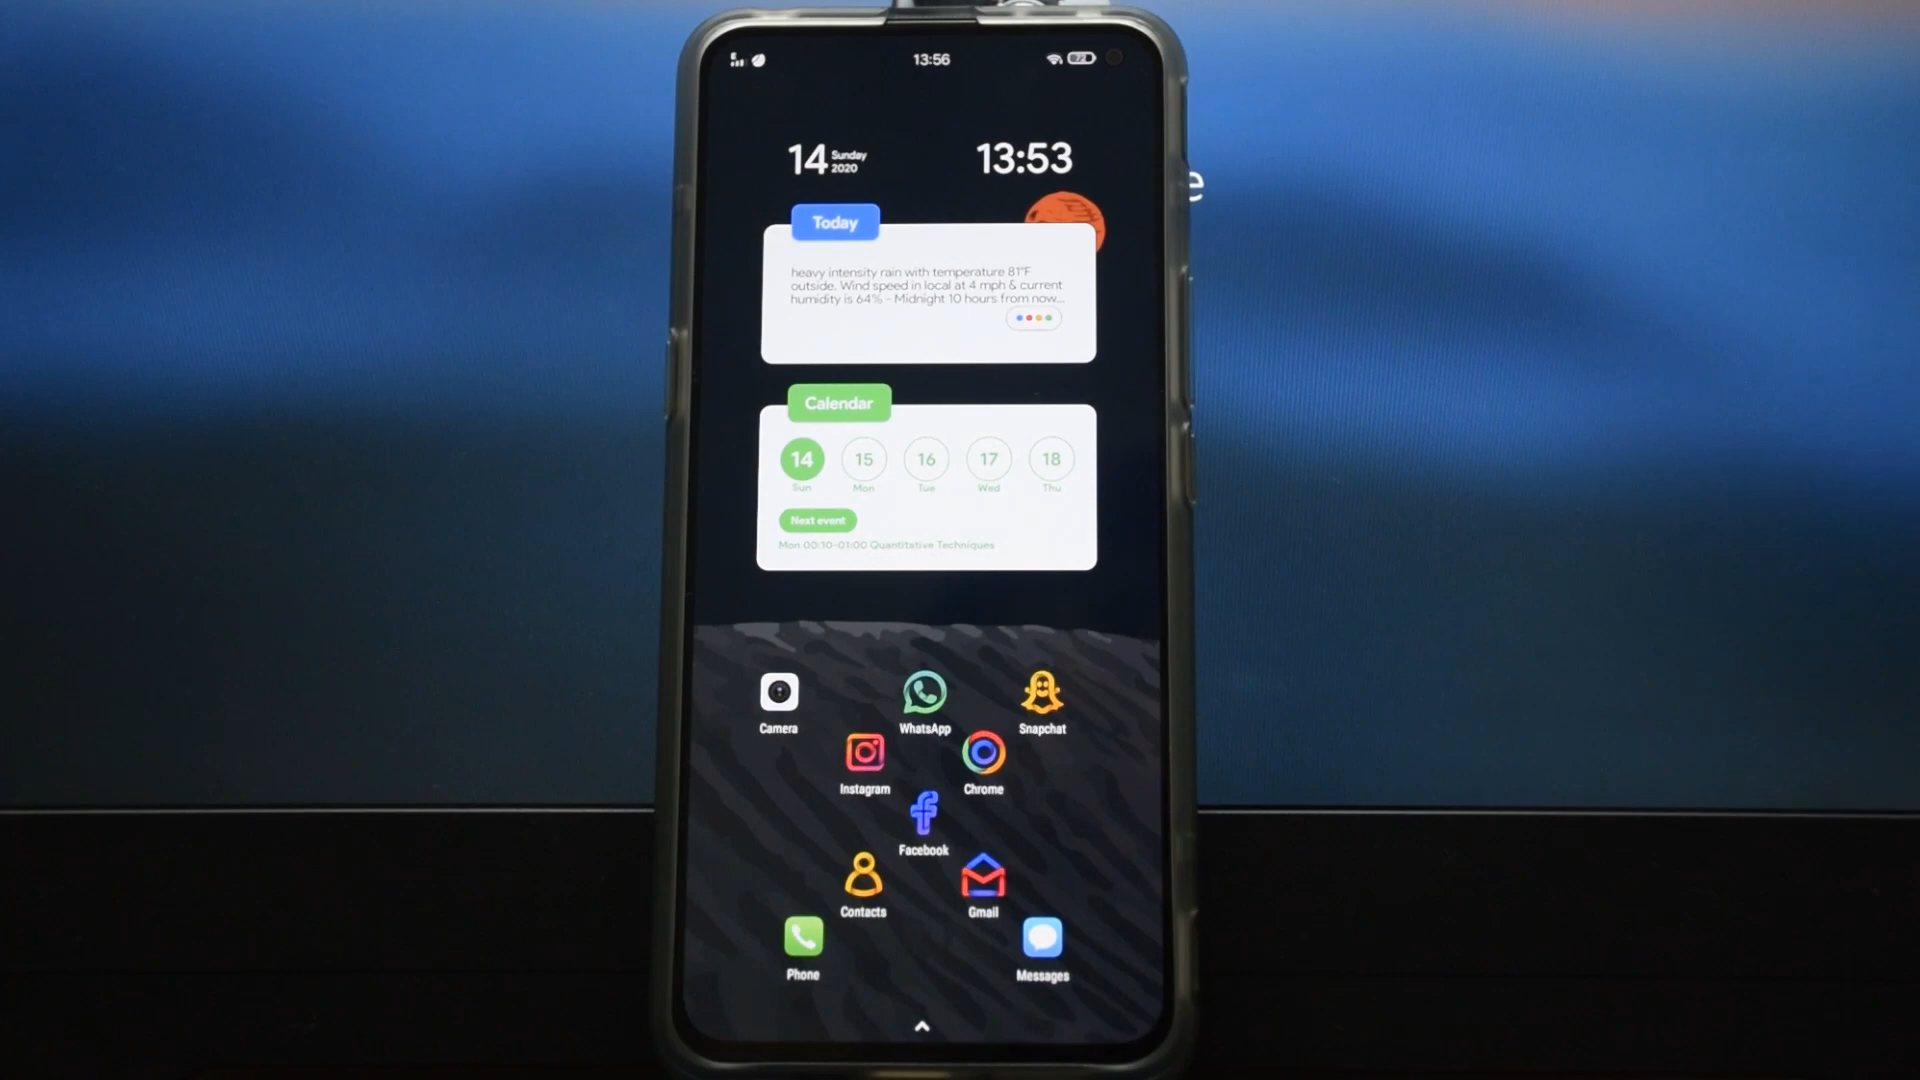 13:56
72
14 Sunday 2020
13:53
e
Today
heavy intensity rain with temperature 81°F
outside. Wind speed in local at 4 mph & current
humidity is 64% - Midnight 10 hours from now...
Calendar
14 15 16 17 18
Sun Mon Tue Wed Thu
Next event
Mon 00:10-01:00 Quantitative Techniques
Camera WhatsApp Snapchat
Instagram Chrome
Facebook
Contacts Gmail
Phone Messages